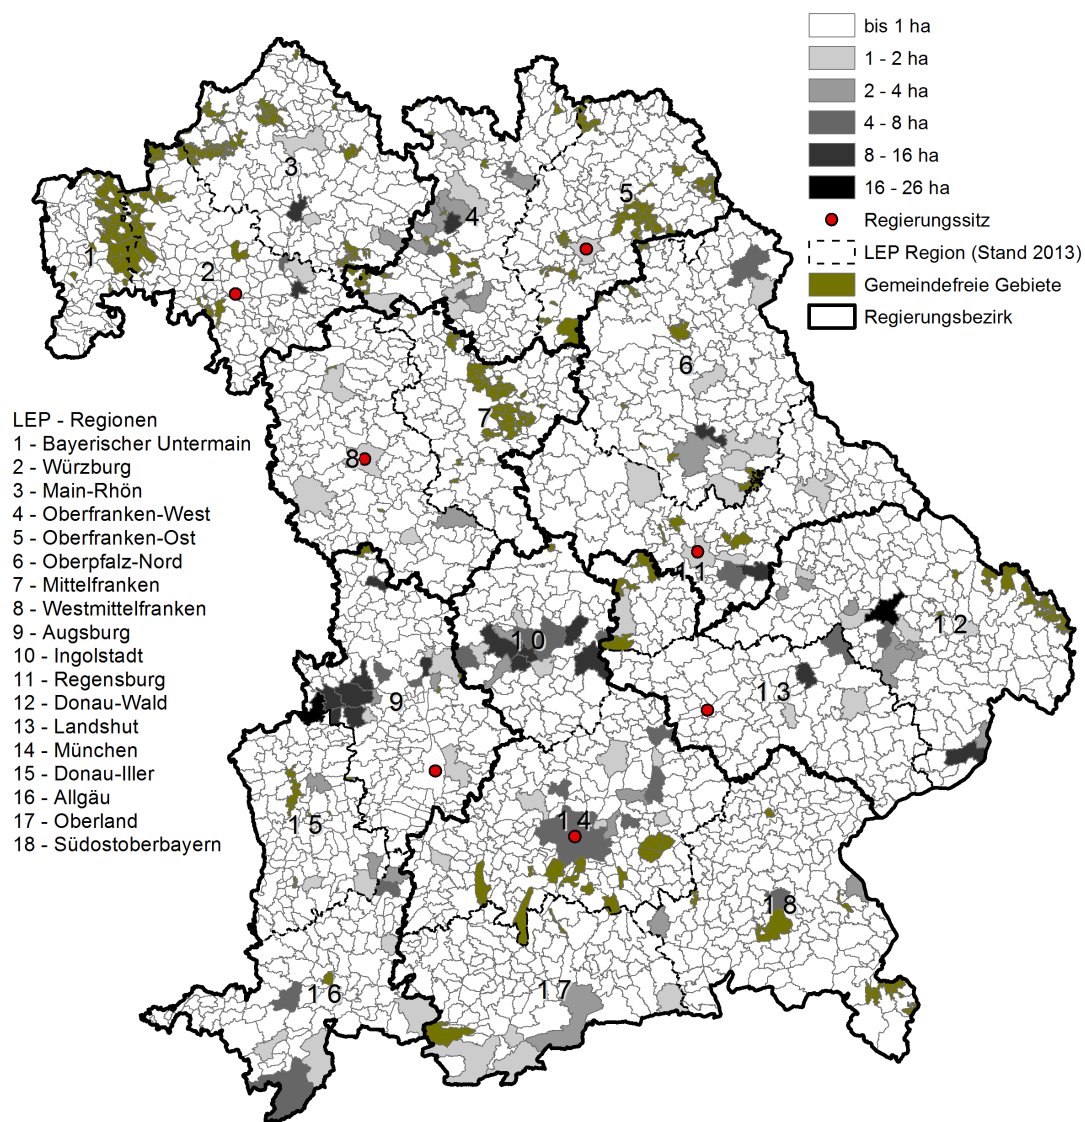 bis 1 ha
1 - 2 ha
2 - 4 ha
4 - 8 ha
8 - 16 ha
16 - 26 ha
Regierungssitz
LEP Region (Stand 2013)
Gemeindefreie Gebiete
Regierungsbezirk
3
4
5
1
2
6
7
8
11
12
10
9
13
14
15
18
16
17
LEP - Regionen
1 - Bayerischer Untermain
2 - Würzburg
3 - Main-Rhön
4 - Oberfranken-West
5 - Oberfranken-Ost
6 - Oberpfalz-Nord
7 - Mittelfranken
8 - Westmittelfranken
9 - Augsburg
10 - Ingolstadt
11 - Regensburg
12 - Donau-Wald
13 - Landshut
14 - München
15 - Donau-Iller
16 - Allgäu
17 - Oberland
18 - Südostoberbayern